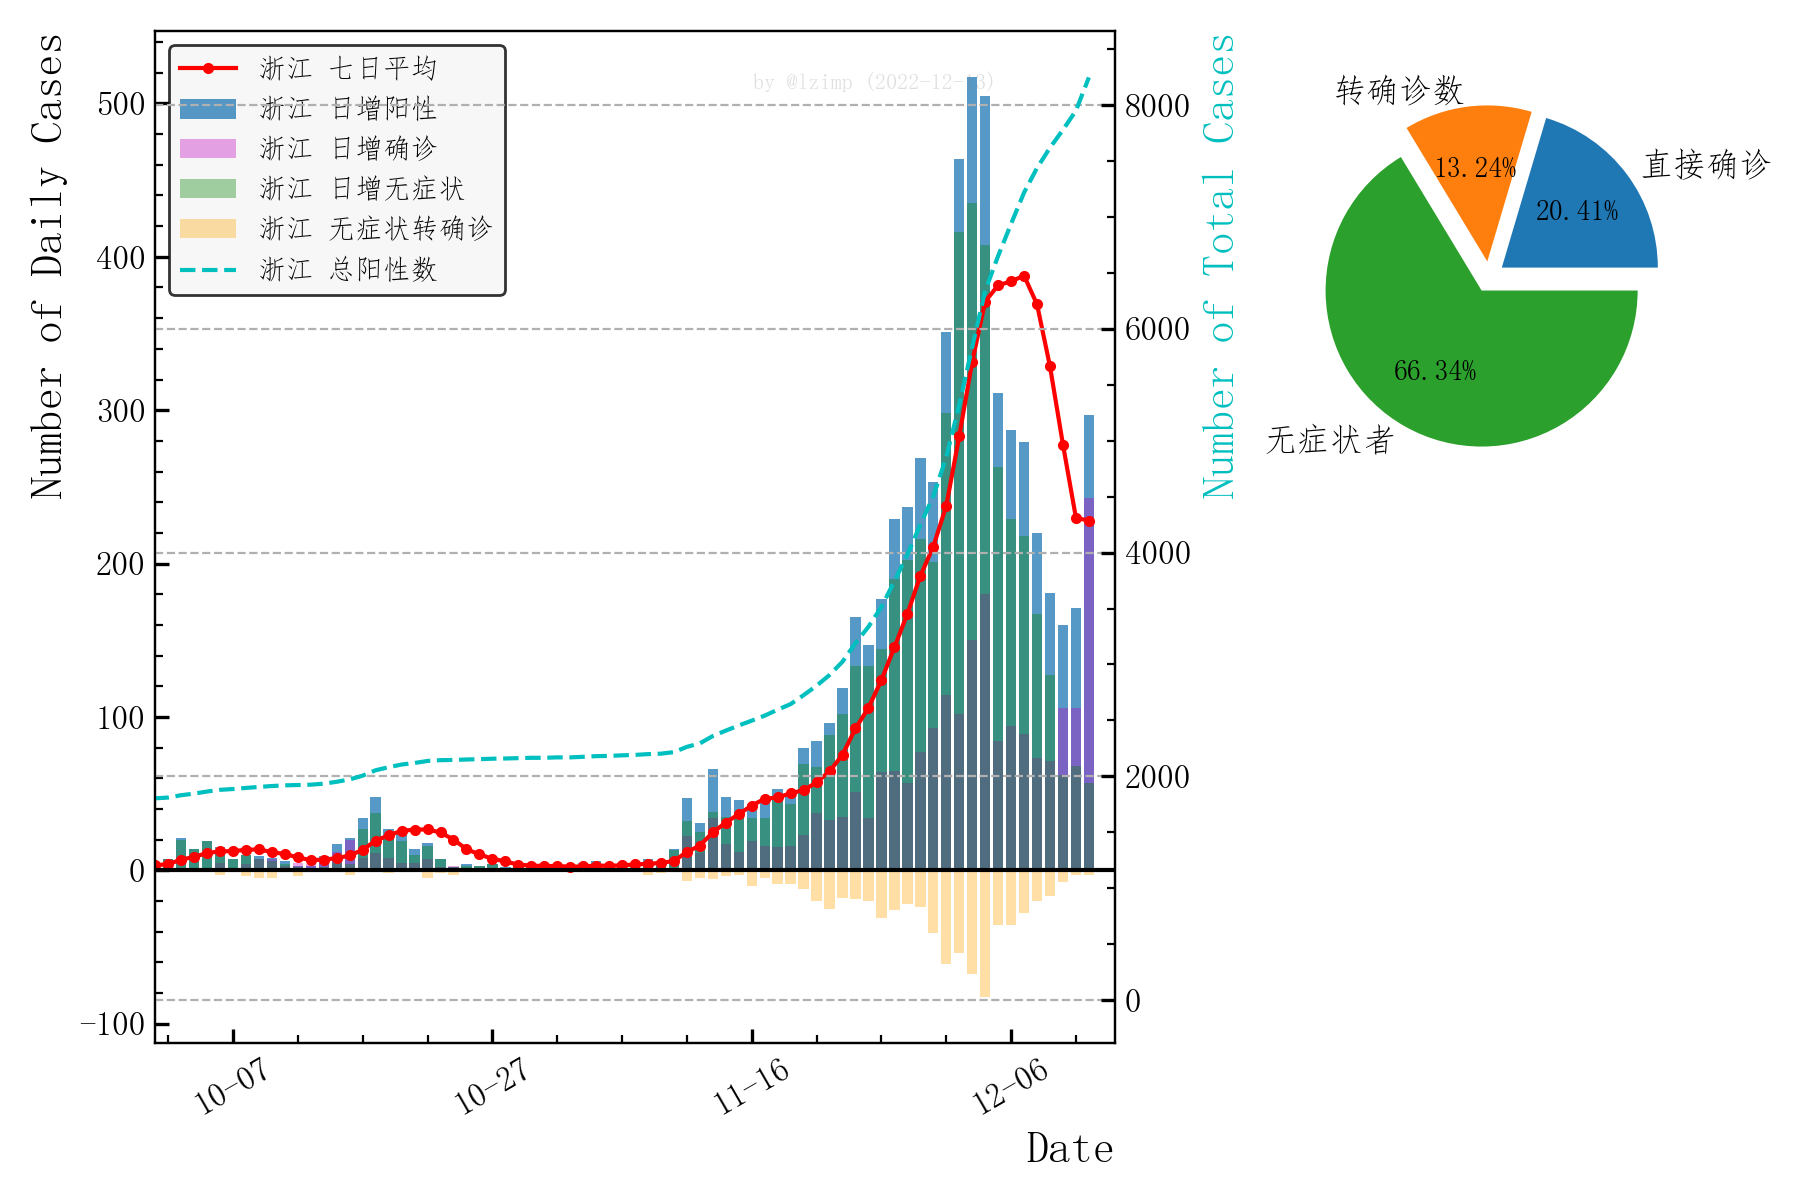 Number of Daily Cases
500
400
300
200
100
0
−100
浙江 七日平均
浙江 日增阳性
浙江 日增确诊
浙江 日增无症状
浙江 无症状转确诊
浙江 总阳性数
by @lzimp (2022-12-13)
8000
6000
4000
2000
0
Number of Total Cases
10-07
10-27
11-16
12-06
Date
转确诊数
13.24%
直接确诊
20.41%
66.34%
无症状者